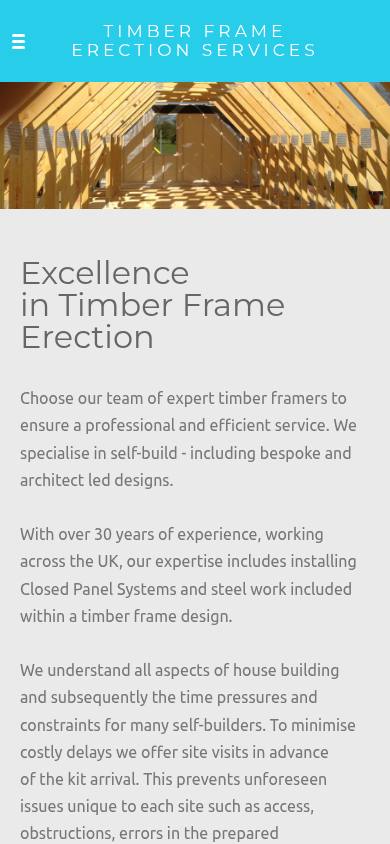 TIMBER FRAME
ERECTION SERVICES
Excellence
in Timber Frame
Erection
Choose our team of expert timber framers to
ensure a professional and efficient service. We
specialise in self-build - including bespoke and
architect led designs.
With over 30 years of experience, working
across the UK, our expertise includes installing
Closed Panel Systems and steel work included
within a timber frame design.
We understand all aspects of house building
and subsequently the time pressures and
constraints for many self-builders. To minimise
costly delays we offer site visits in advance
of the kit arrival. This prevents unforeseen
issues unique to each site such as access,
obstructions, errors in the prepared